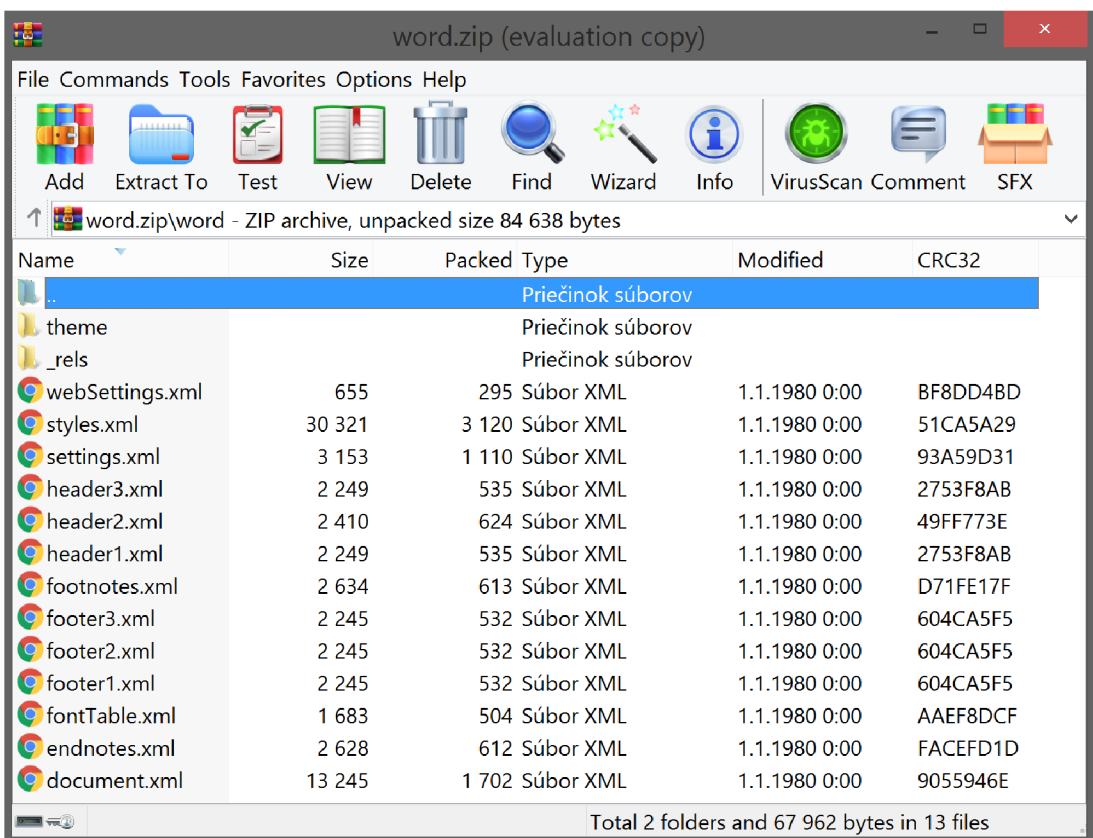 word.zip (evaluation copy)
File Commands Tools Favorites Options Help
Add Extract To Test View Delete Find Wizard Info VirusScan Comment SFX
word.zip\word - ZIP archive, unpacked size 84 638 bytes
Name Size Packed Type Modified CRC32
.. Priečinok súborov
theme Priečinok súborov
_rels Priečinok súborov
webSettings.xml 655 295 Súbor XML 1.1.1980 0:00 BF8DD4BD
styles.xml 30 321 3 120 Súbor XML 1.1.1980 0:00 51CA5A29
settings.xml 3 153 1 110 Súbor XML 1.1.1980 0:00 93A59D31
header3.xml 2 249 535 Súbor XML 1.1.1980 0:00 2753F8AB
header2.xml 2 410 624 Súbor XML 1.1.1980 0:00 49FF773E
header1.xml 2 249 535 Súbor XML 1.1.1980 0:00 2753F8AB
footnotes.xml 2 634 613 Súbor XML 1.1.1980 0:00 D71FE17F
footer3.xml 2 245 532 Súbor XML 1.1.1980 0:00 604CA5F5
footer2.xml 2 245 532 Súbor XML 1.1.1980 0:00 604CA5F5
footer1.xml 2 245 532 Súbor XML 1.1.1980 0:00 604CA5F5
fontTable.xml 1 683 504 Súbor XML 1.1.1980 0:00 AAEF8DCF
endnotes.xml 2 628 612 Súbor XML 1.1.1980 0:00 FACEFD1D
document.xml 13 245 1 702 Súbor XML 1.1.1980 0:00 9055946E
Total 2 folders and 67 962 bytes in 13 files